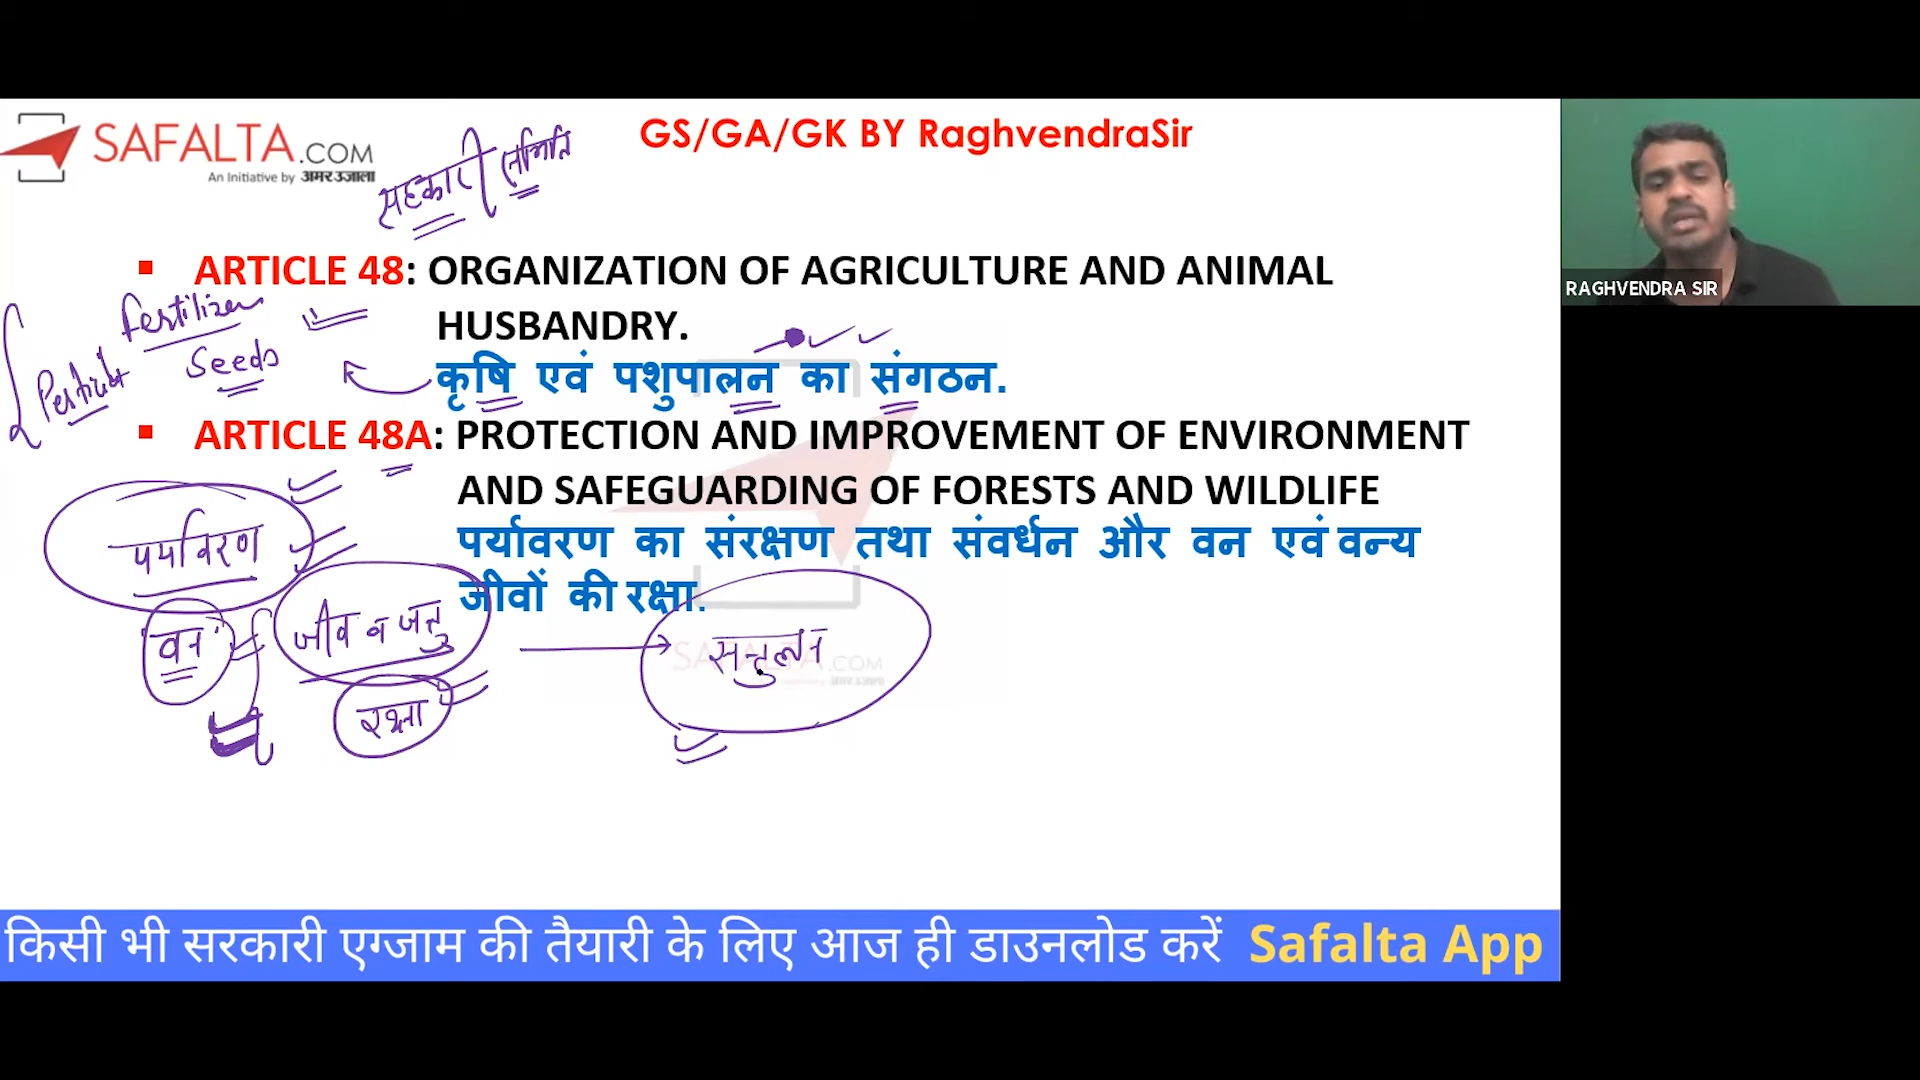 SAFALTA.COM
An Initiative by अमर उजाला
GS/GA/GK BY RaghvendraSir
सहकारी समिति
ARTICLE 48: ORGANIZATION OF AGRICULTURE AND ANIMAL
HUSBANDRY.
Fertilizer
Seeds
कृषि एवं पशुपालन का संगठन.
ARTICLE 48A: PROTECTION AND IMPROVEMENT OF ENVIRONMENT
AND SAFEGUARDING OF FORESTS AND WILDLIFE
पर्यावरण का संरक्षण तथा संवर्धन और वन एवं वन्य
जीवों की रक्षा.
पर्यावरण
वन
जीव व जन्तु
सन्तुलन
रक्षा
RAGHVENDRA SIR
किसी भी सरकारी एग्जाम की तैयारी के लिए आज ही डाउनलोड करें Safalta App